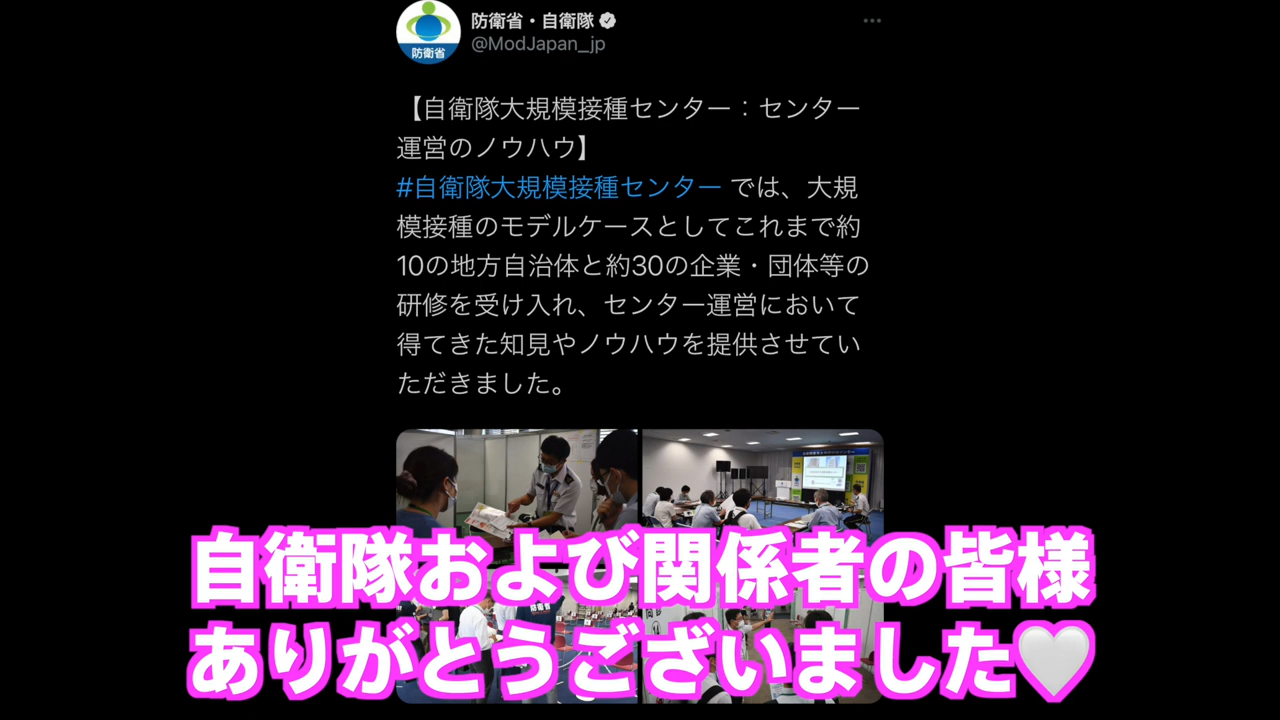 防衛省・自衛隊
@ModJapan_jp
防衛省
【自衛隊大規模接種センター：センター
運営のノウハウ】
#自衛隊大規模接種センター では、大規
模接種のモデルケースとしてこれまで約
10の地方自治体と約30の企業・団体等の
研修を受け入れ、センター運営において
得てきた知見やノウハウを提供させてい
ただきました。
防衛省
自衛隊および関係者の皆様
ありがとうございました🤍